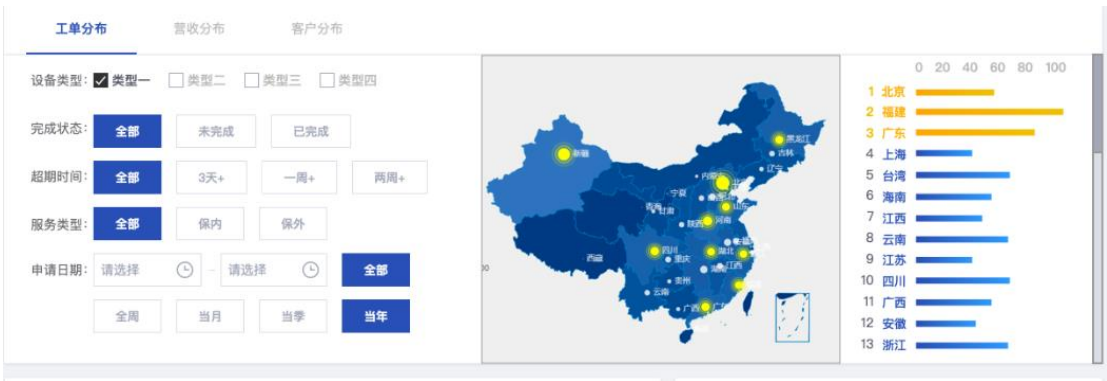 工单分布 营收分布 客户分布
设备类型: 类型一 类型二 类型三 类型四
完成状态: 全部 未完成 已完成
超期时间: 全部 3天+ 一周+ 两周+
服务类型: 全部 保内 保外
申请日期: 请选择 - 请选择 全部
全周 当月 当季 当年
新疆
黑龙江
吉林
辽宁
内蒙古
宁夏
山东
青海
甘肃
陕西
河南
西藏
四川
重庆
湖北
湖南
江西
贵州
云南
广西
0 20 40 60 80 100
1 北京
2 福建
3 广东
4 上海
5 台湾
6 海南
7 江西
8 云南
9 江苏
10 四川
11 广西
12 安徽
13 浙江